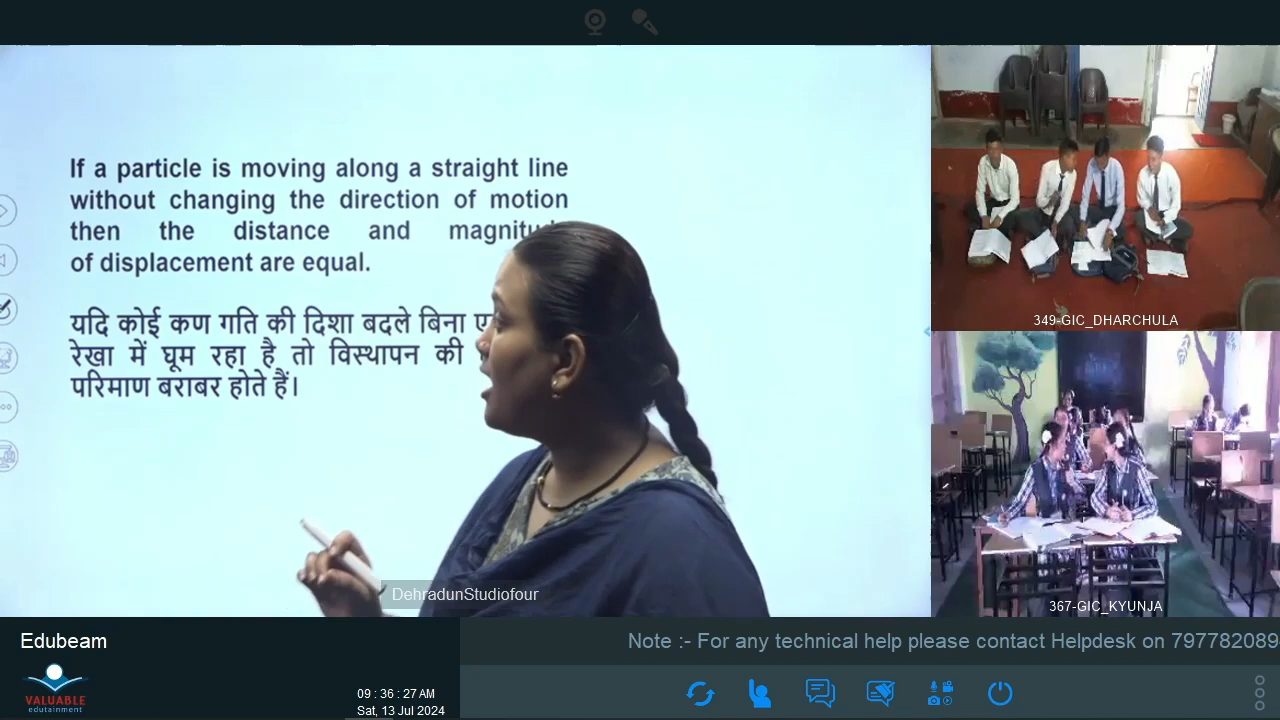 If a particle is moving along a straight line
without changing the direction of motion
then the distance and
of displacement are equal.
यदि कोई कण गति की दिशा बदले बिना
रेखा में घूम रहा है तो विस्थापन की
परिमाण बराबर होते हैं।
DehradunStudiofour
349-GIC_DHARCHULA
367-GIC_KYUNJA
Edubeam
VALUABLE
edutainment
09 : 36 : 27 AM
Sat, 13 Jul 2024
Note :- For any technical help please contact Helpdesk on 797782089